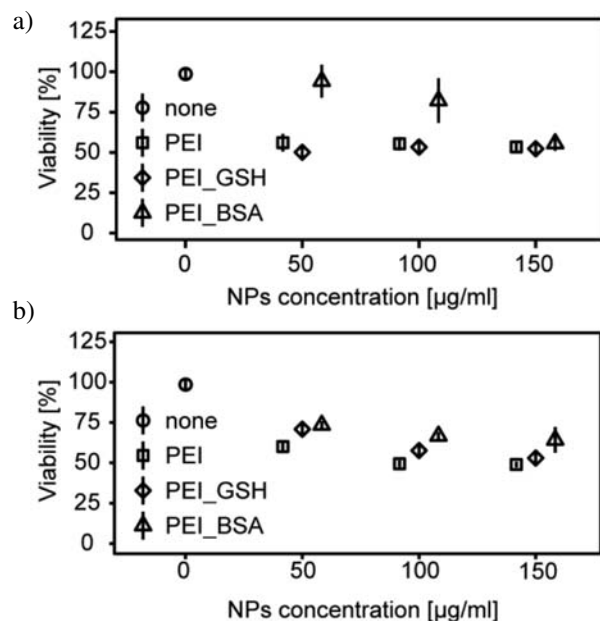 a)
Viability [%]
125
100
75
50
25
0
none
PEI
PEI_GSH
PEI_BSA
0 50 100 150
NPs concentration [µg/ml]
b)
Viability [%]
125
100
75
50
25
0
none
PEI
PEI_GSH
PEI_BSA
0 50 100 150
NPs concentration [µg/ml]